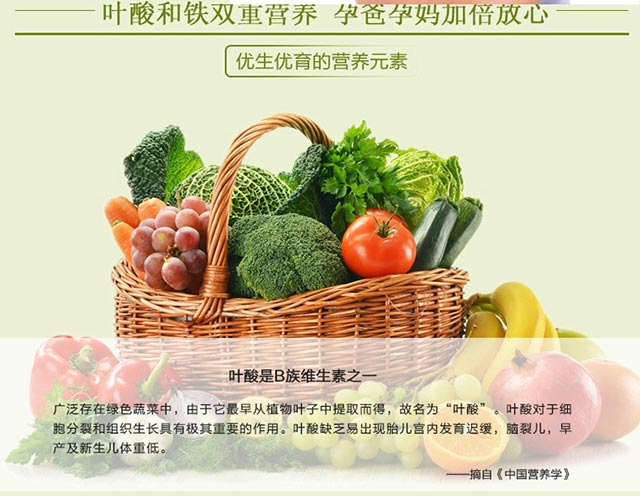 叶酸和铁双重营养 孕爸孕妈加倍放心
优生优育的营养元素
叶酸是B族维生素之一
广泛存在绿色蔬菜中，由于它最早从植物叶子中提取而得，故名为“叶酸”。叶酸对于细
胞分裂和组织生长具有极其重要的作用。叶酸缺乏易出现胎儿宫内发育迟缓，脑裂儿，早
产及新生儿体重低。
——摘自《中国营养学》